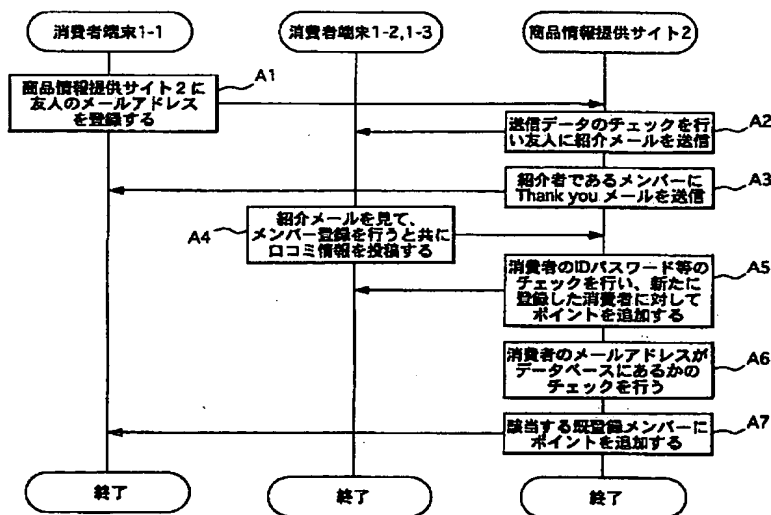 消費者端末1-1
消費者端末1-2,1-3
商品情報提供サイト2
商品情報提供サイト2に
友人のメールアドレス
を登録する
A1
送信データのチェックを行
い友人に紹介メールを送信
A2
紹介者であるメンバーに
Thank you メールを送信
A3
A4
紹介メールを見て、
メンバー登録を行うと共に
口コミ情報を投稿する
消費者のIDパスワード等の
チェックを行い、新たに
登録した消費者に対して
ポイントを追加する
A5
消費者のメールアドレスが
データベースにあるかの
チェックを行う
A6
該当する既登録メンバーに
ポイントを追加する
A7
終了
終了
終了